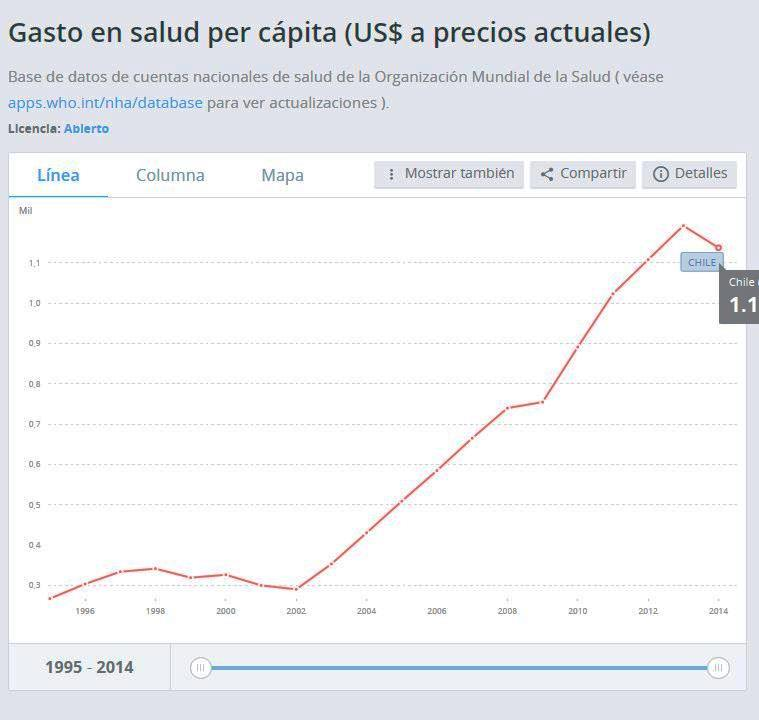 Gasto en salud per cápita (US$ a precios actuales)
Base de datos de cuentas nacionales de salud de la Organización Mundial de la Salud ( véase
apps.who.int/nha/database para ver actualizaciones ).
Licencia: Abierto
Línea Columna Mapa Mostrar también Compartir Detalles
Mil
1,1
CHILE
Chile
1.1
1,0
0,9
0,8
0,7
0,6
0,5
0,4
0,3
1996 1998 2000 2002 2004 2006 2008 2010 2012 2014
1995 - 2014